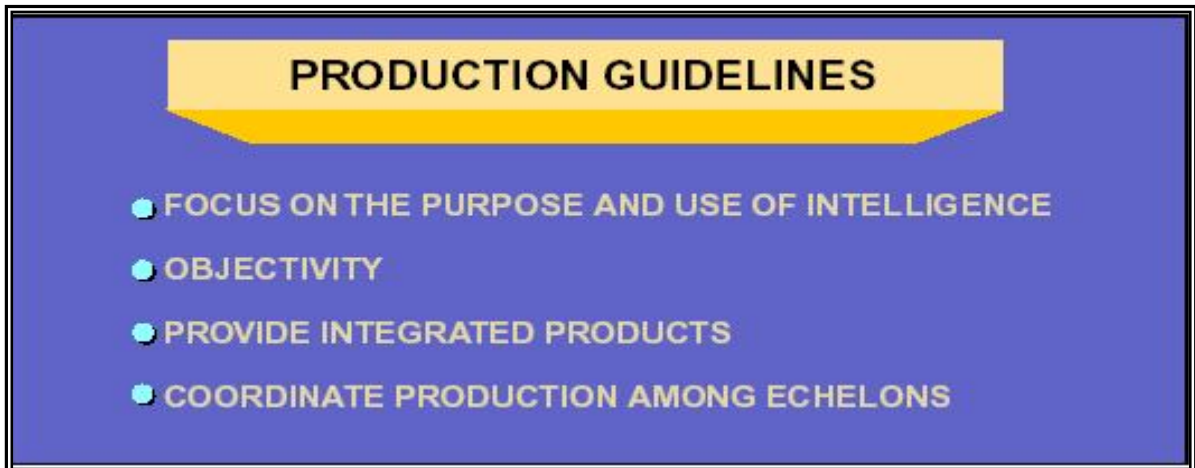 PRODUCTION GUIDELINES
FOCUS ON THE PURPOSE AND USE OF INTELLIGENCE
OBJECTIVITY
PROVIDE INTEGRATED PRODUCTS
COORDINATE PRODUCTION AMONG ECHELONS